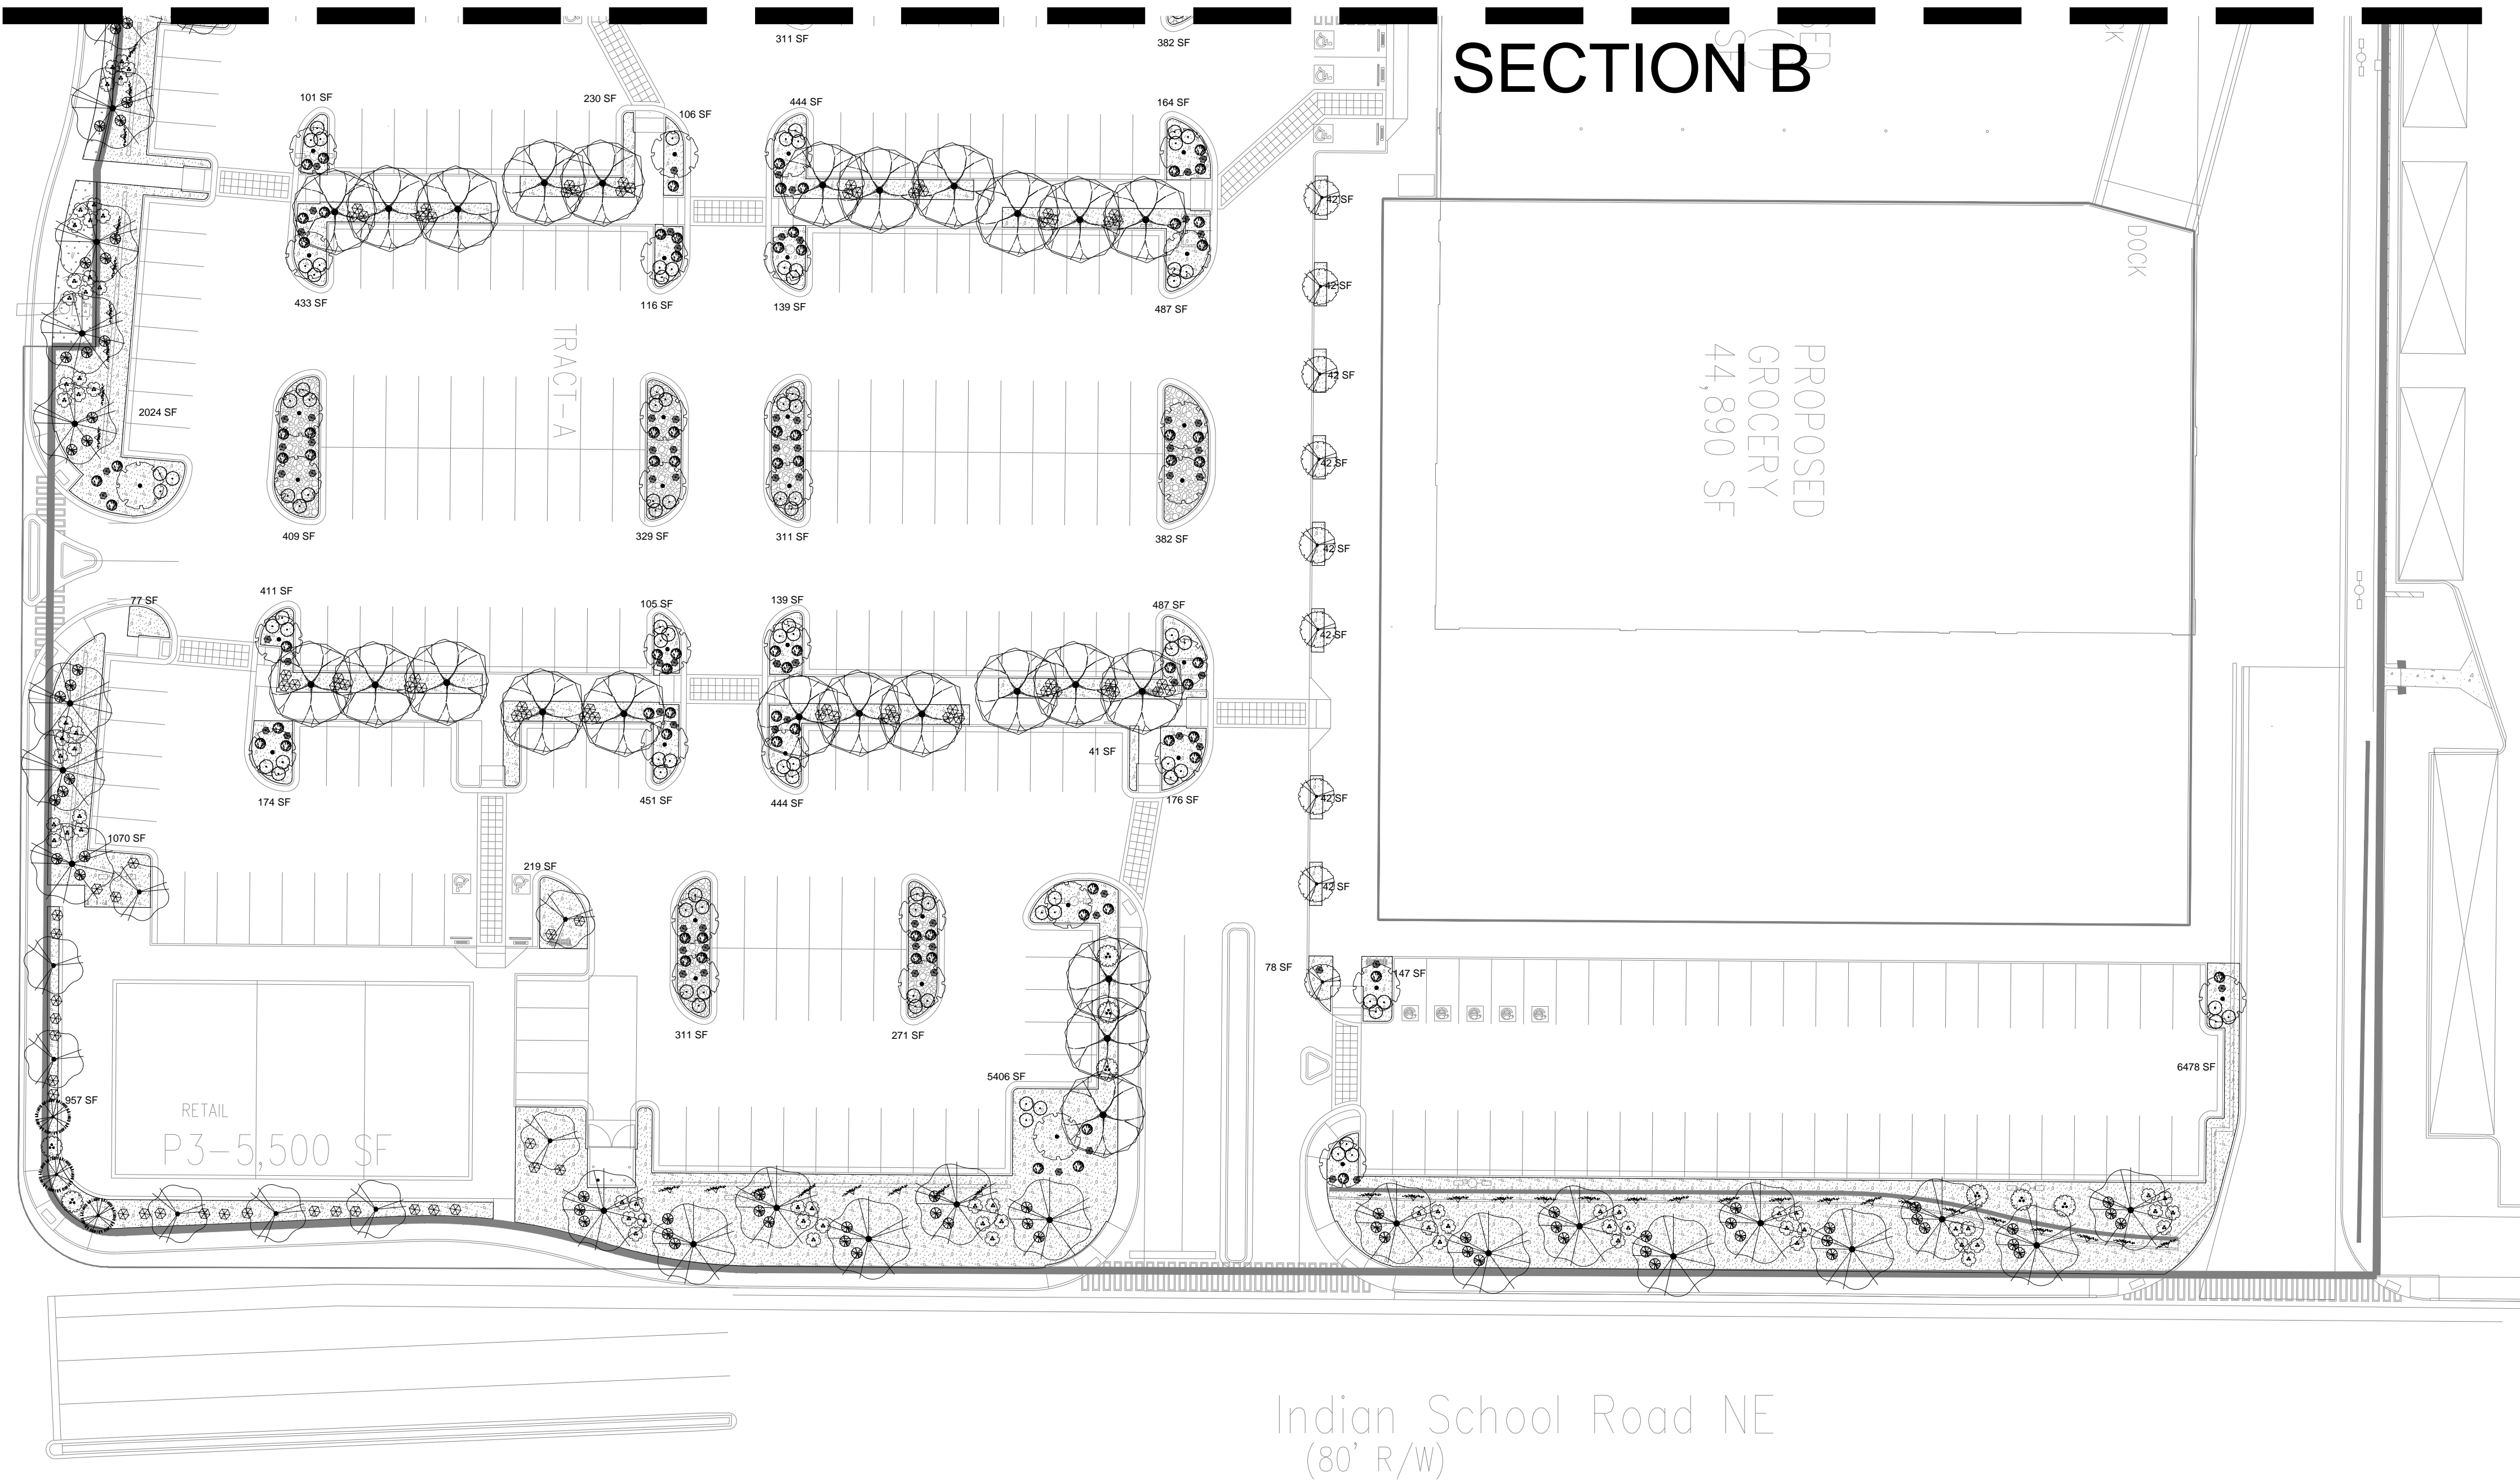 311 SF
382 SF
SECTION B
101 SF
230 SF
106 SF
444 SF
164 SF
42 SF
42 SF
42 SF
42 SF
42 SF
42 SF
42 SF
42 SF
DOCK
433 SF
116 SF
139 SF
487 SF
TRACT-A
PROPOSED
GROCERY
44,890 SF
2024 SF
409 SF
329 SF
311 SF
382 SF
77 SF
411 SF
105 SF
139 SF
487 SF
41 SF
174 SF
451 SF
444 SF
176 SF
1070 SF
219 SF
78 SF
147 SF
311 SF
271 SF
5406 SF
6478 SF
957 SF
RETAIL
P3-5,500 SF
Indian School Road NE
(80' R/W)